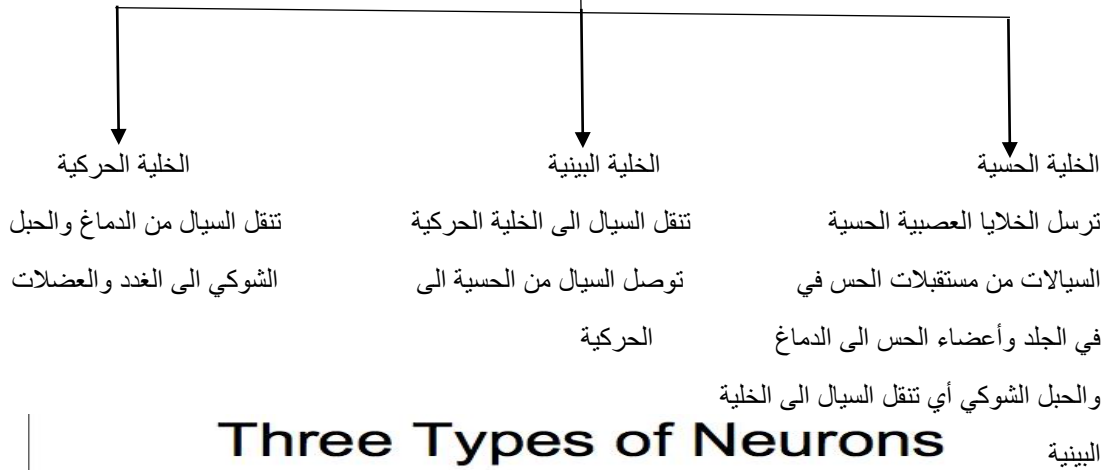 الخلية الحسية
ترسل الخلايا العصبية الحسية
السيالات من مستقبلات الحس في
في الجلد وأعضاء الحس الى الدماغ
والحبل الشوكي أي تنقل السيال الى الخلية
البينية
الخلية البينية
تنقل السيال الى الخلية الحركية
توصل السيال من الحسية الى
الحركية
الخلية الحركية
تنقل السيال من الدماغ والحبل
الشوكي الى الغدد والعضلات
Three Types of Neurons